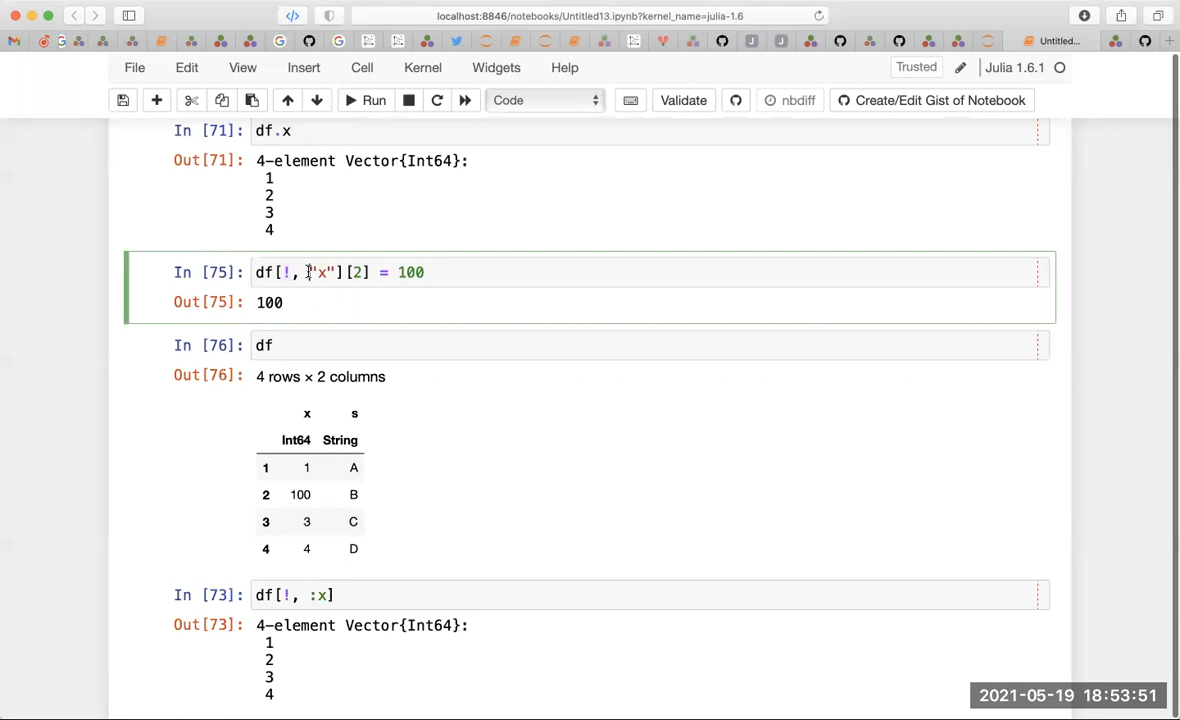 localhost:8846/notebooks/Untitled13.ipynb?kernel_name=julia-1.6
Untitled...
File Edit View Insert Cell Kernel Widgets Help Trusted Julia 1.6.1
Run Code Validate nbdiff Create/Edit Gist of Notebook
In [71]: df.x
Out[71]: 4-element Vector{Int64}:
1
2
3
4
In [75]: df[!, "x"][2] = 100
Out[75]: 100
In [76]: df
Out[76]: 4 rows × 2 columns
x s
Int64 String
1 1 A
2 100 B
3 3 C
4 4 D
In [73]: df[!, :x]
Out[73]: 4-element Vector{Int64}:
1
2
3
4
2021-05-19 18:53:51